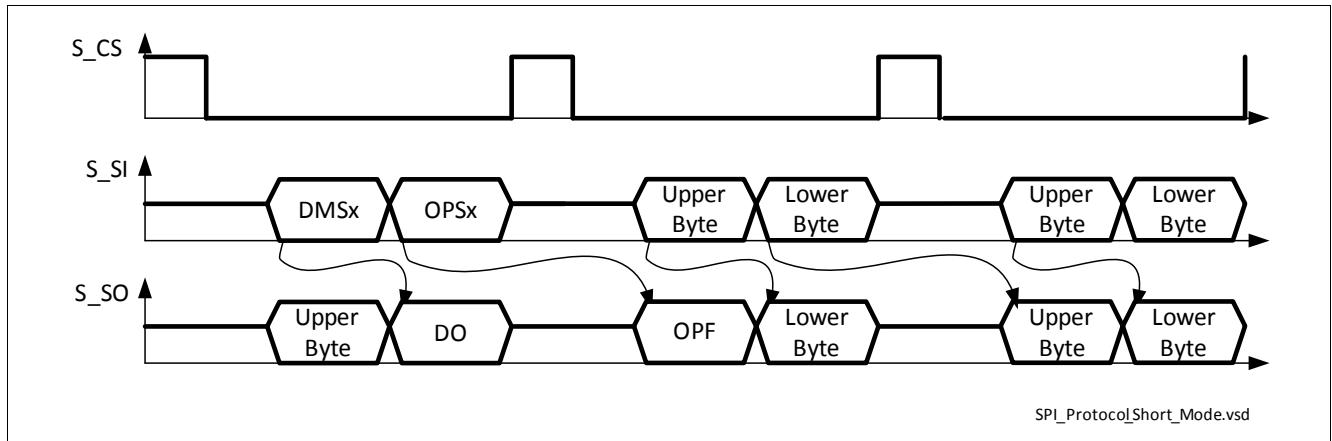 S_CS
S_SI
DMSx
OPSx
Upper
Byte
Lower
Byte
Upper
Byte
Lower
Byte
S_SO
Upper
Byte
DO
OPF
Lower
Byte
Upper
Byte
Lower
Byte
SPI_Protocol_Short_Mode.vsd